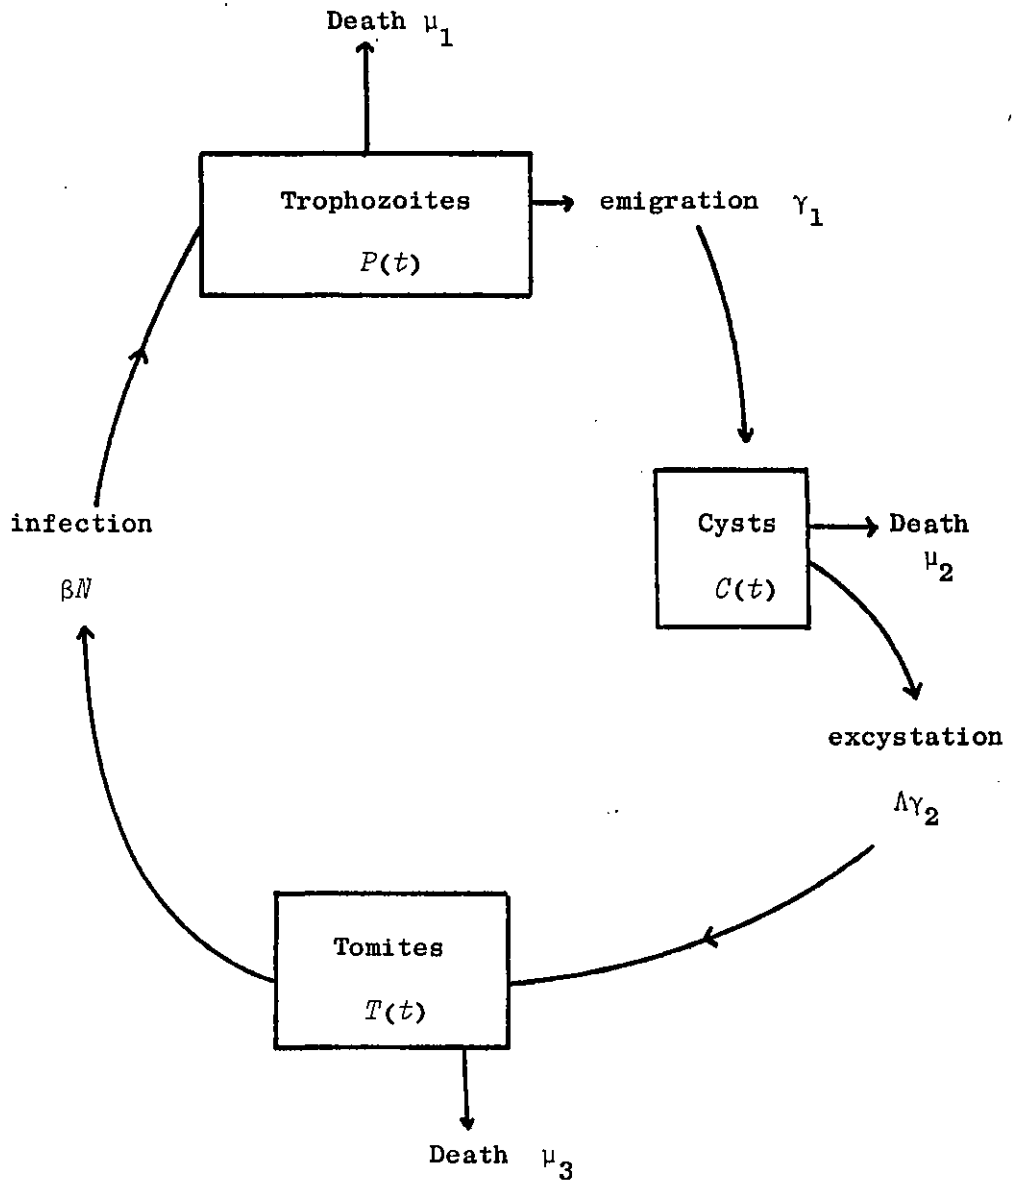 Death μ₁
Trophozoites
P(t)
emigration γ₁
infection
βN
Cysts
C(t)
Death
μ₂
excystation
Λγ₂
Tomites
T(t)
Death μ₃